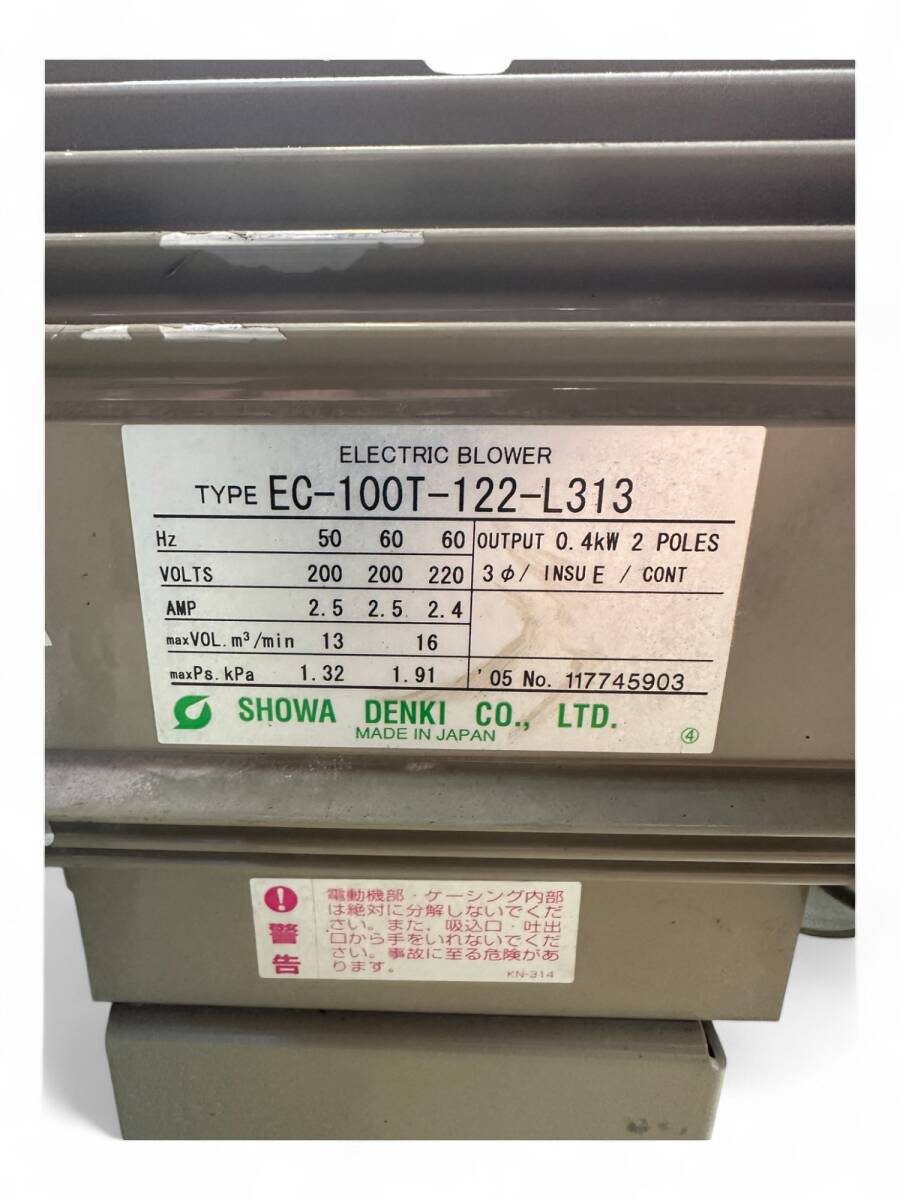 ELECTRIC BLOWER
TYPE EC-100T-122-L313
Hz 50 60 60 OUTPUT 0.4kW 2 POLES
VOLTS 200 200 220 3φ/ INSU E / CONT
AMP 2.5 2.5 2.4
maxVOL.m³/min 13 16
maxPs.kPa 1.32 1.91 '05 No. 117745903
SHOWA DENKI CO., LTD.
MADE IN JAPAN
④
警告
電動機部・ケーシング内部
は絶対に分解しないでくだ
さい。また、吸込口・吐出
口から手をいれないでくだ
さい。事故に至る危険があ
ります。
KN-314